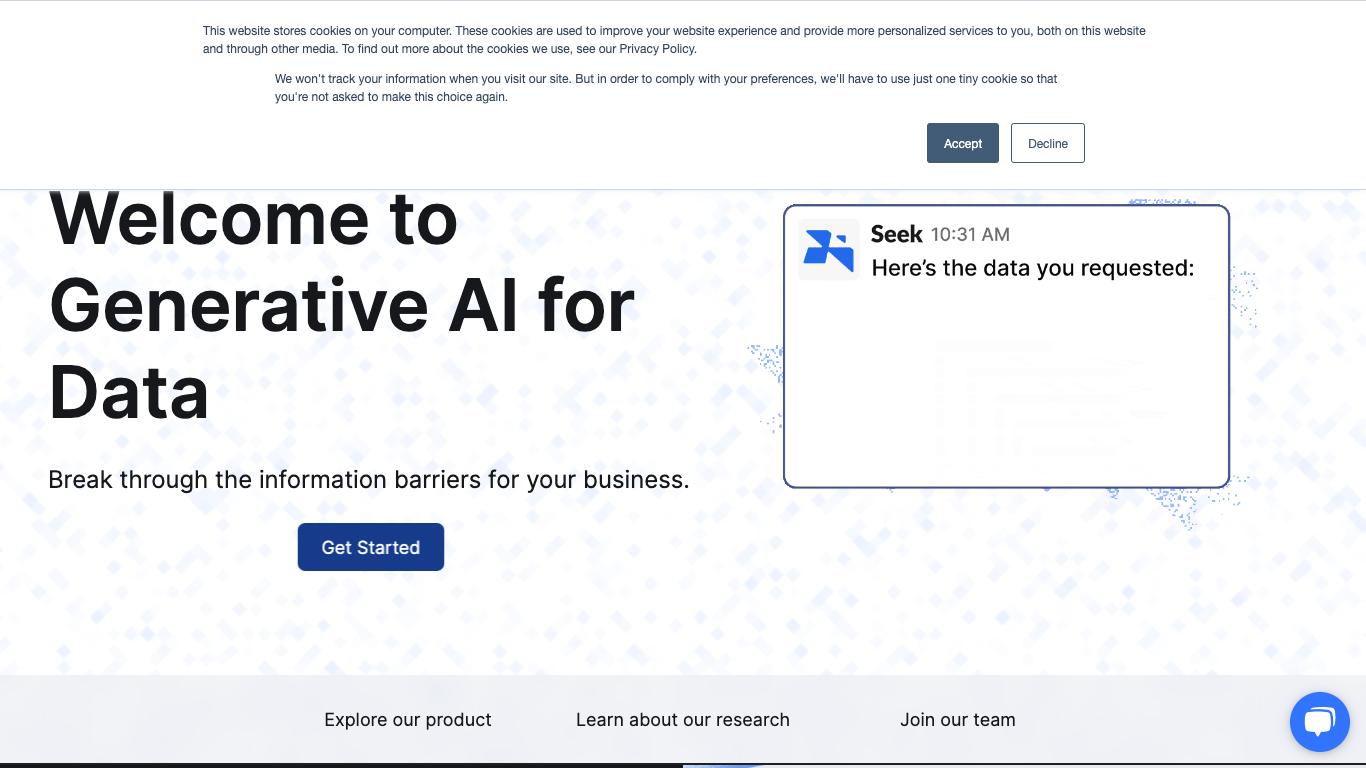 This website stores cookies on your computer. These cookies are used to improve your website experience and provide more personalized services to you, both on this website
and through other media. To find out more about the cookies we use, see our Privacy Policy.
We won't track your information when you visit our site. But in order to comply with your preferences, we'll have to use just one tiny cookie so that
you're not asked to make this choice again.
Accept
Decline
Welcome to
Generative AI for
Data
Break through the information barriers for your business.
Get Started
Seek 10:31 AM
Here’s the data you requested:
Explore our product
Learn about our research
Join our team